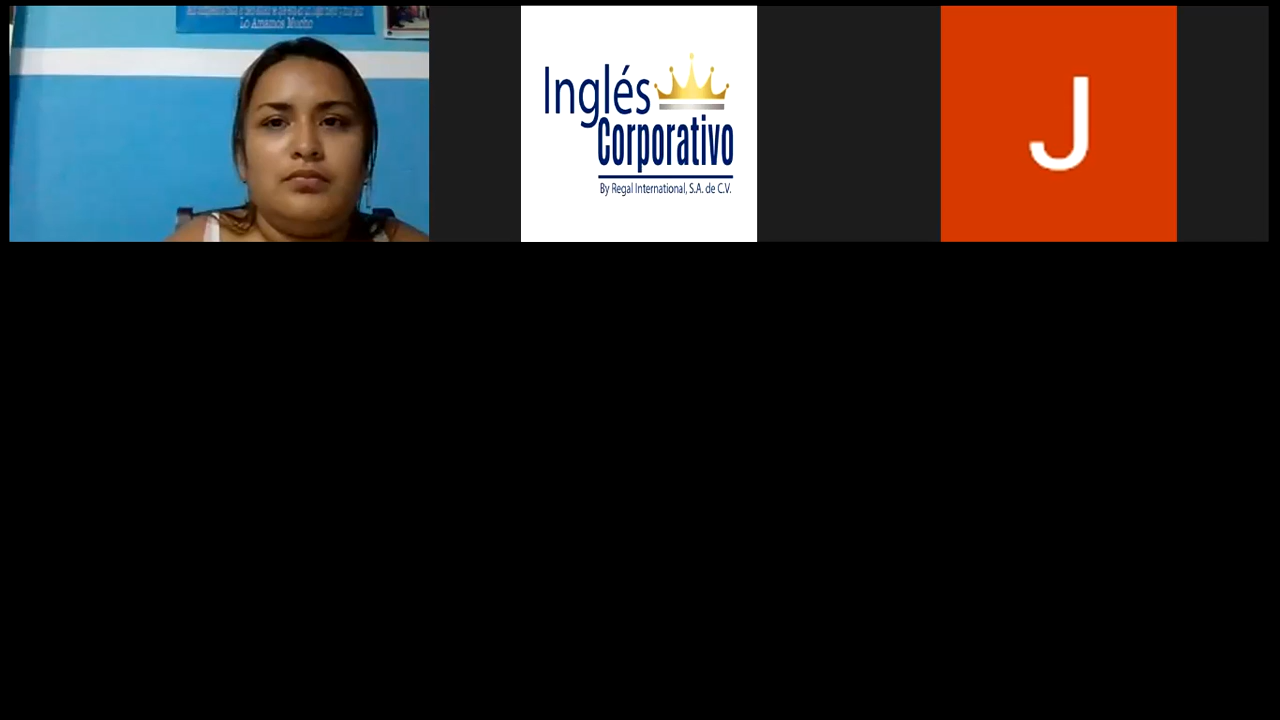 Lo Amamos Mucho
Inglés
Corporativo
By Regal International, S.A. de C.V.
J